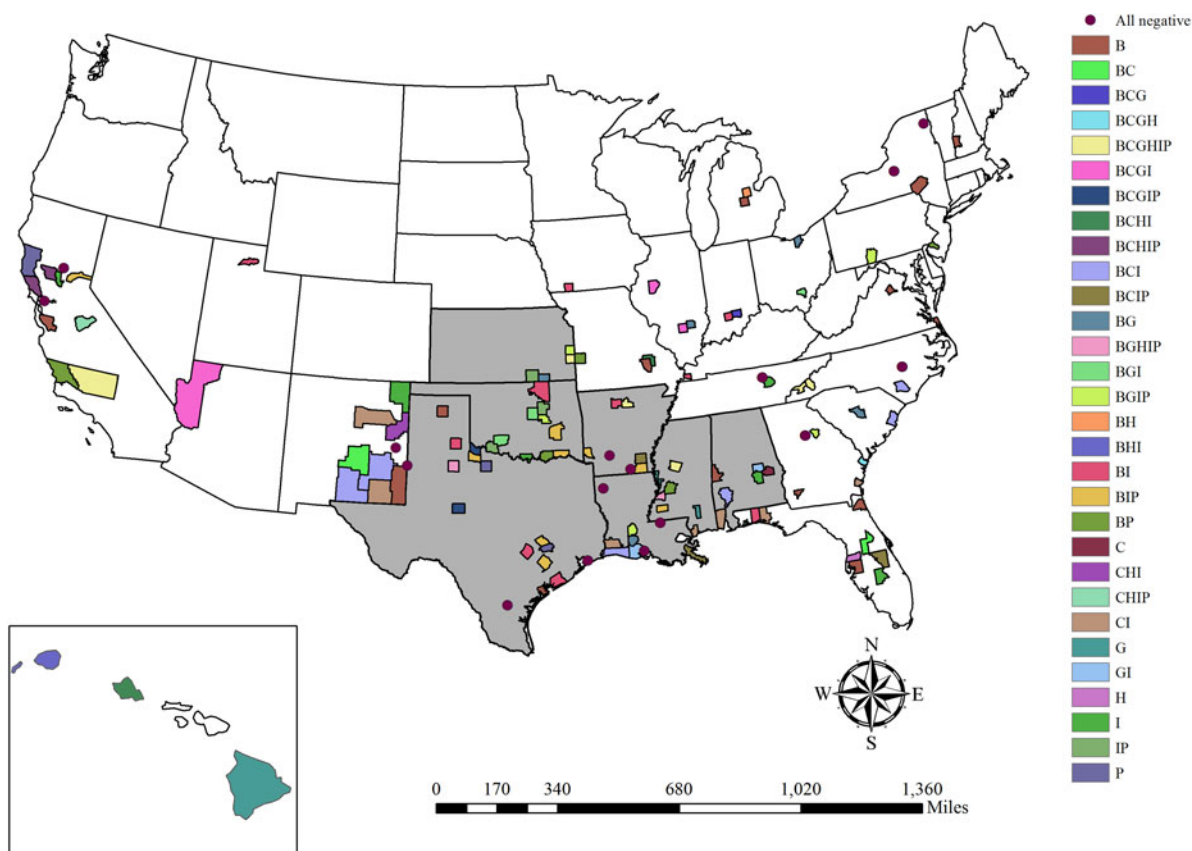 All negative
B
BC
BCG
BCGH
BCGHIP
BCGI
BCGIP
BCHI
BCHIP
BCI
BCIP
BG
BGHIP
BGI
BGIP
BH
BHI
BI
BIP
BP
C
CHI
CHIP
CI
G
GI
H
I
IP
P
N
W E
S
0 170 340 680 1,020 1,360
Miles